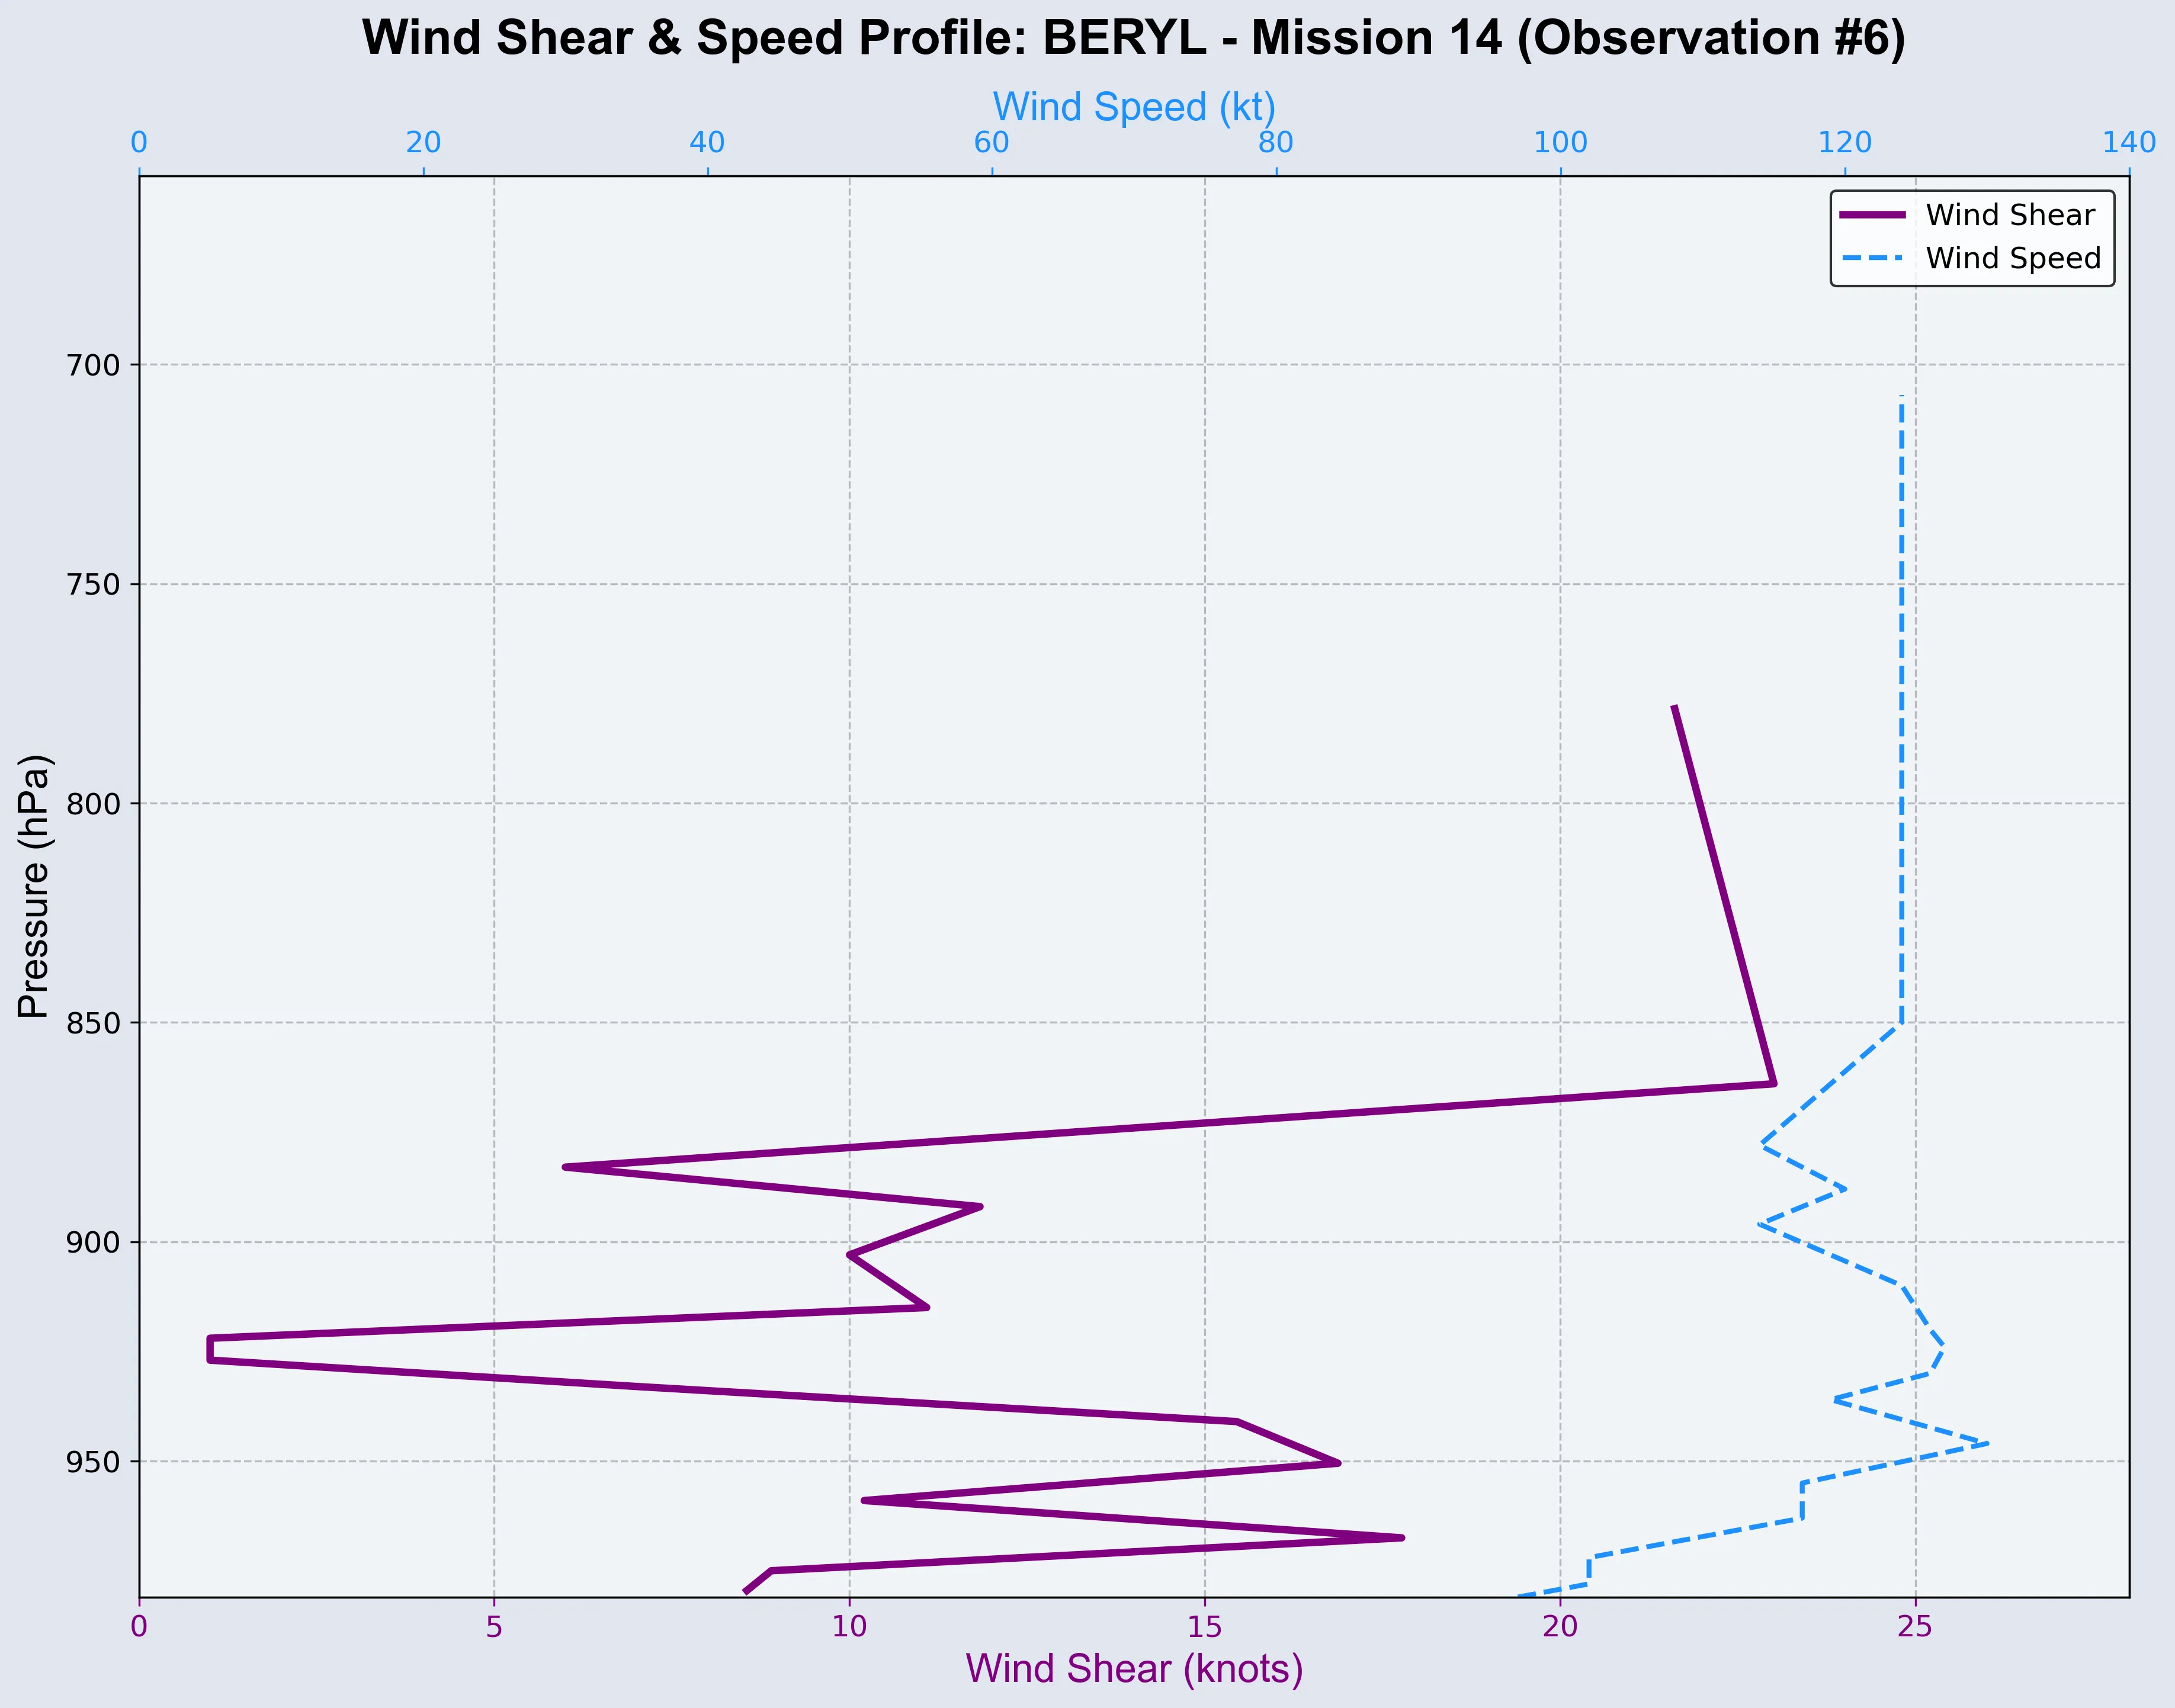 Wind Shear & Speed Profile: BERYL - Mission 14 (Observation #6)
Wind Speed (kt)
0 20 40 60 80 100 120 140
Wind Shear
Wind Speed
700
750
800
850
900
950
Pressure (hPa)
0 5 10 15 20 25
Wind Shear (knots)